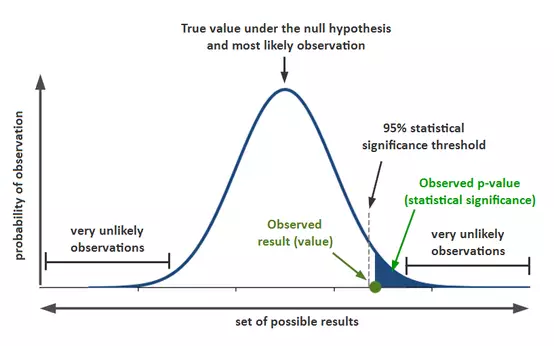 True value under the null hypothesis
and most likely observation
95% statistical
significance threshold
Observed p-value
(statistical significance)
Observed
result (value)
very unlikely
observations
very unlikely
observations
probability of observation
set of possible results